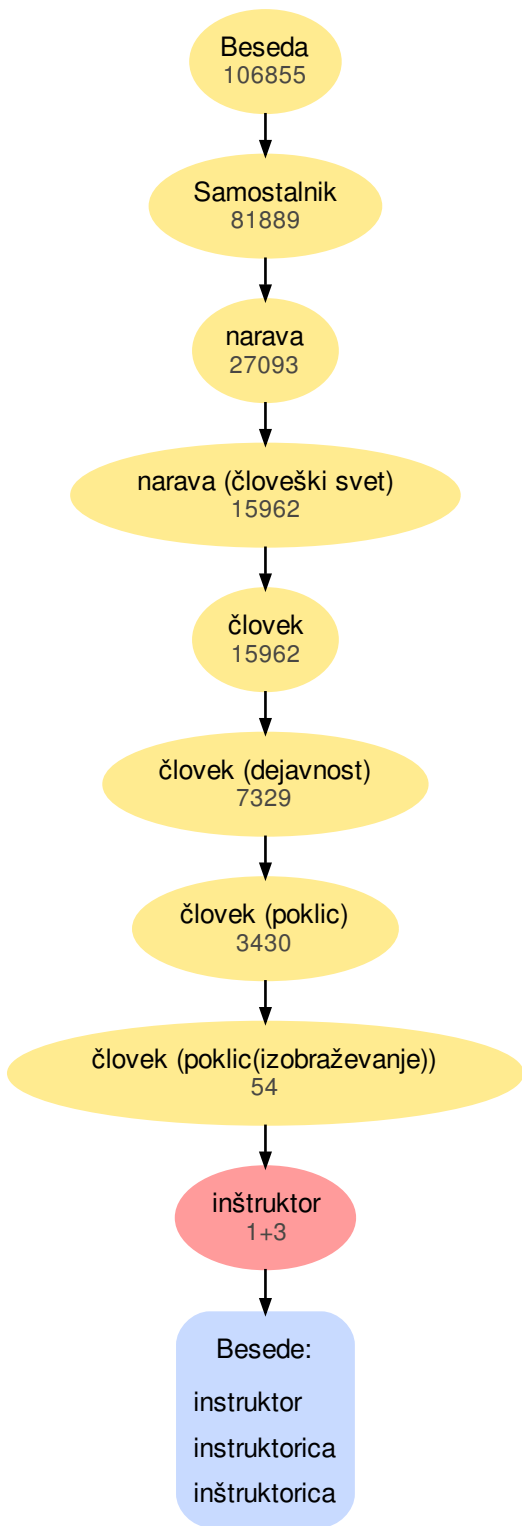 Beseda
106855
Samostalnik
81889
narava
27093
narava (človeški svet)
15962
človek
15962
človek (dejavnost)
7329
človek (poklic)
3430
človek (poklic(izobraževanje))
54
inštruktor
1+3
Besede:
instruktor
instruktorica
inštruktorica